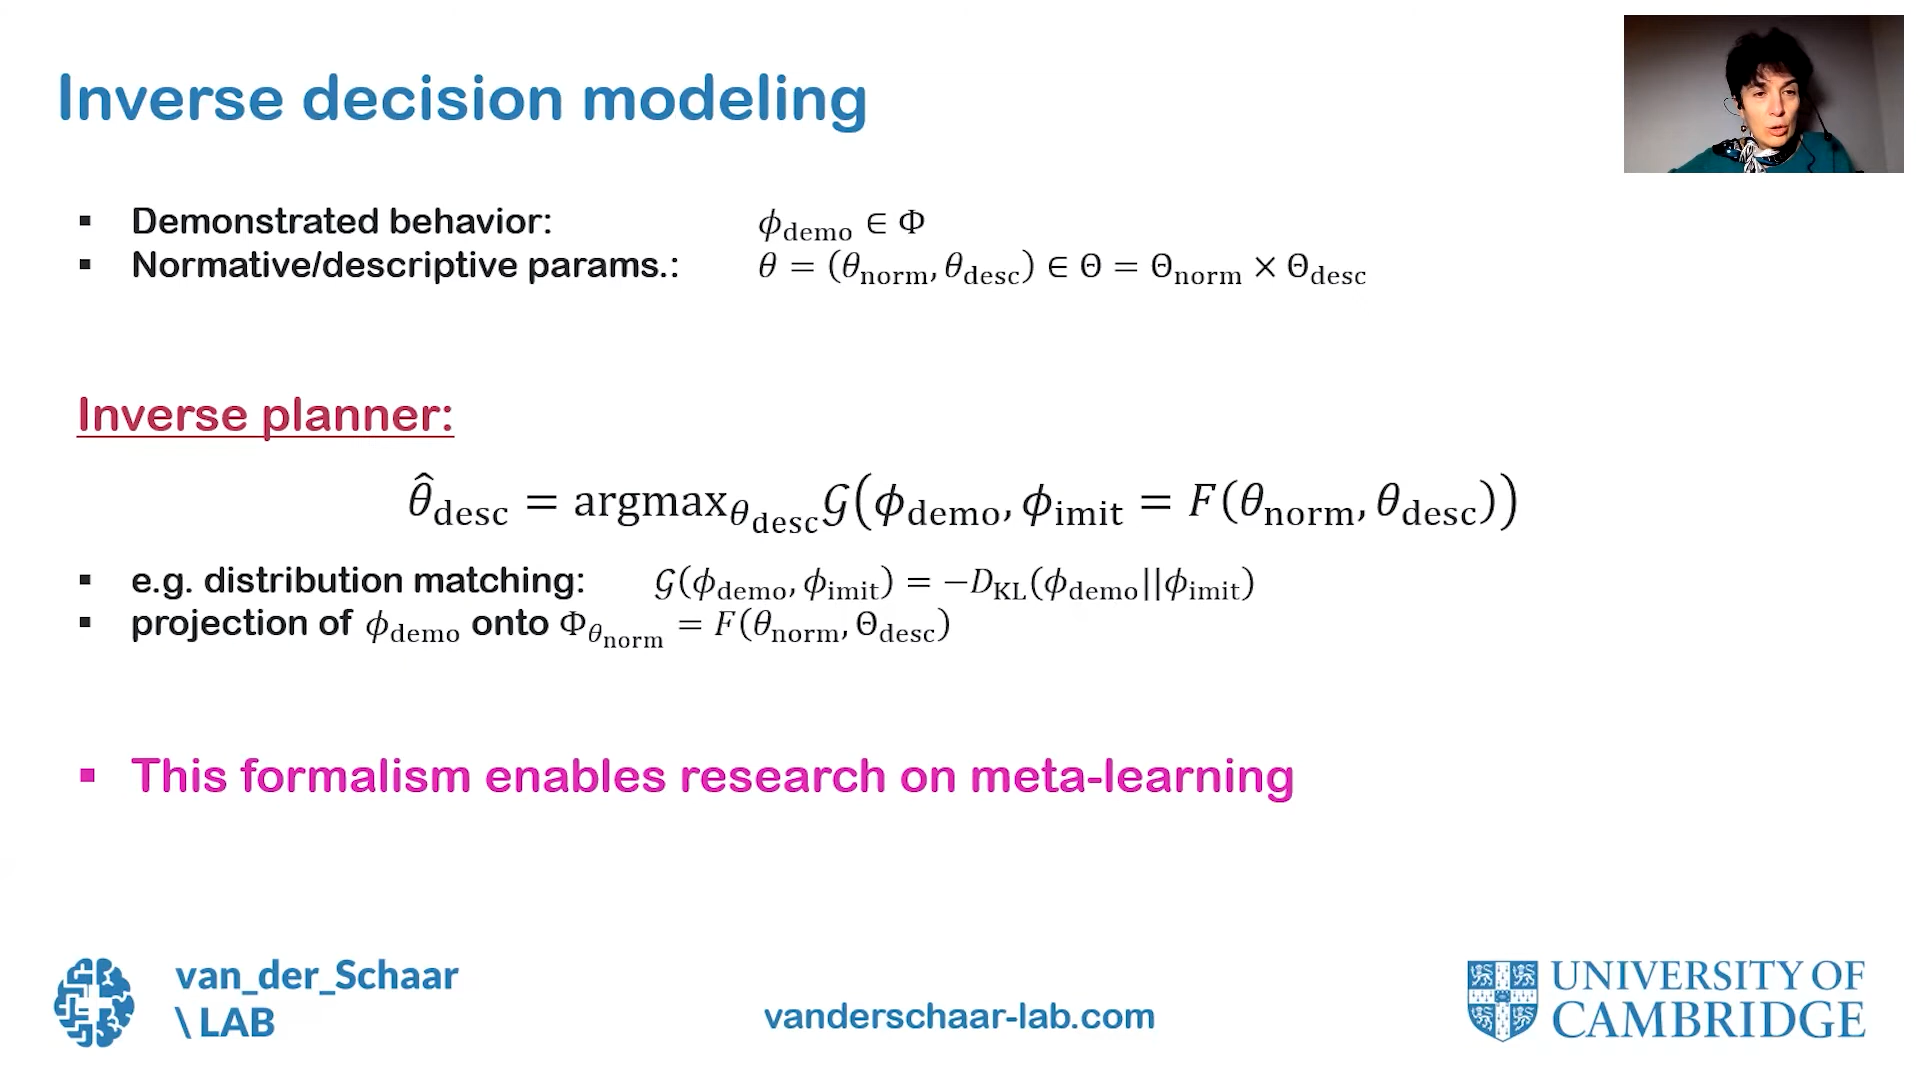 Inverse decision modeling
▪ Demonstrated behavior: ϕ_demo ∈ Φ
▪ Normative/descriptive params.: θ = (θ_norm, θ_desc) ∈ Θ = Θ_norm × Θ_desc
Inverse planner:
θ̂_desc = argmax_θ_desc 𝒢(ϕ_demo, ϕ_imit = F(θ_norm, θ_desc))
▪ e.g. distribution matching: 𝒢(ϕ_demo, ϕ_imit) = −D_KL(ϕ_demo||ϕ_imit)
▪ projection of ϕ_demo onto Φ_θ_norm = F(θ_norm, Θ_desc)
▪ This formalism enables research on meta-learning
van_der_Schaar
\ LAB
vanderschaar-lab.com
UNIVERSITY OF
CAMBRIDGE